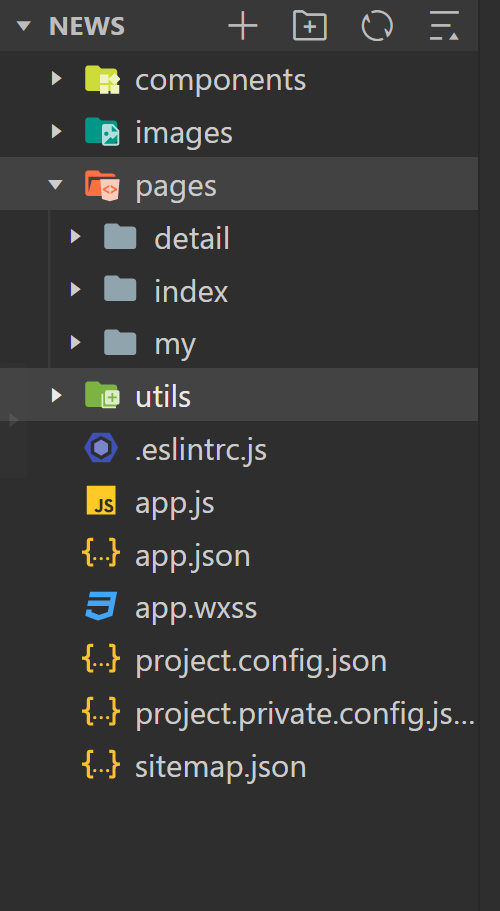 NEWS
components
images
pages
detail
index
my
utils
.eslintrc.js
JS app.js
{...} app.json
app.wxss
{...} project.config.json
{...} project.private.config.js...
{...} sitemap.json